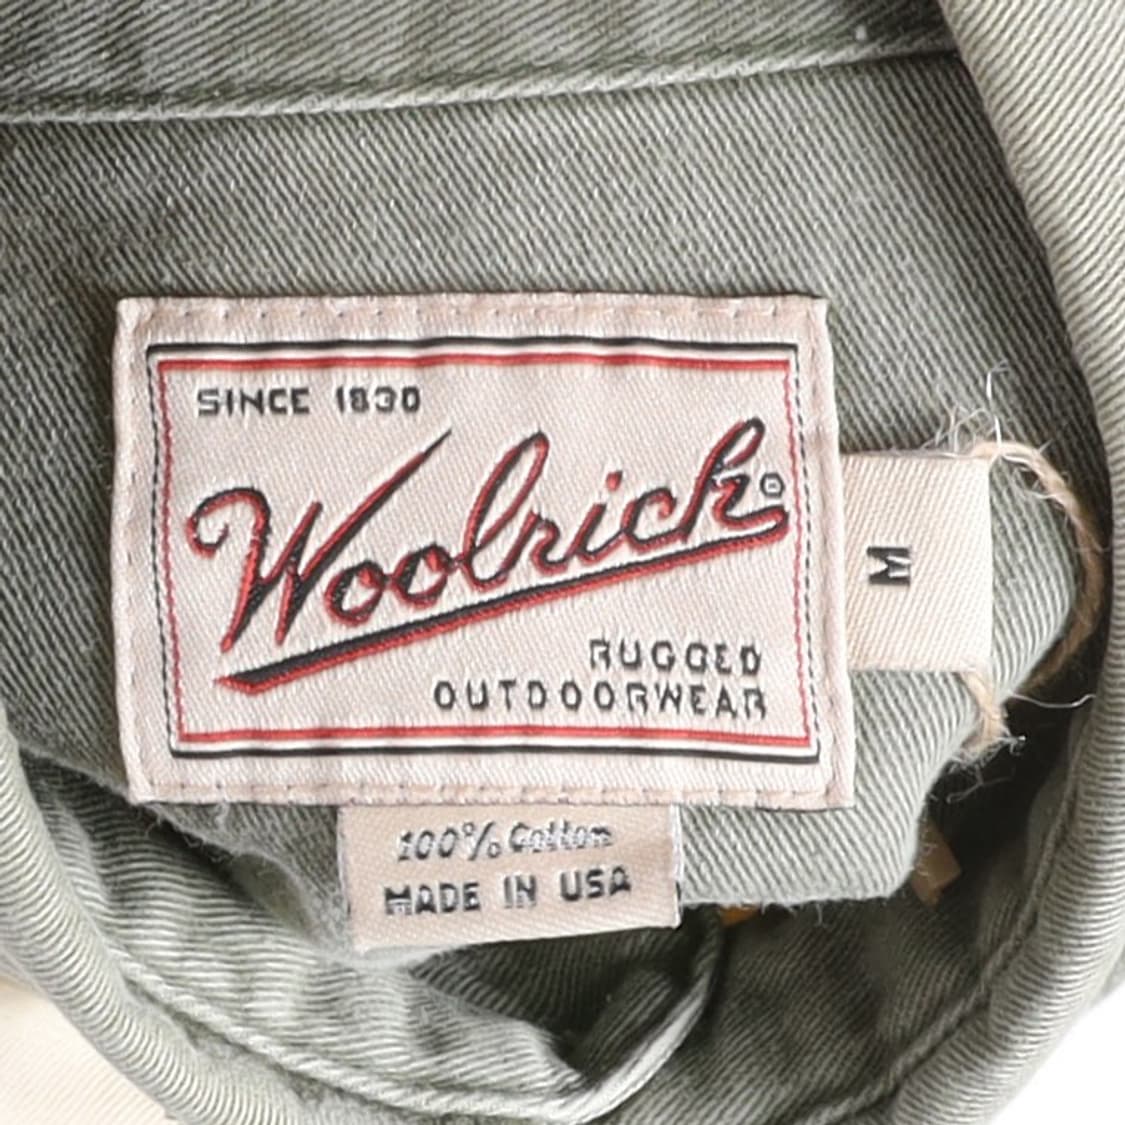 SINCE 1830
Woolrich®
RUGGED
OUTDOORWEAR
M
100% Cotton
MADE IN USA